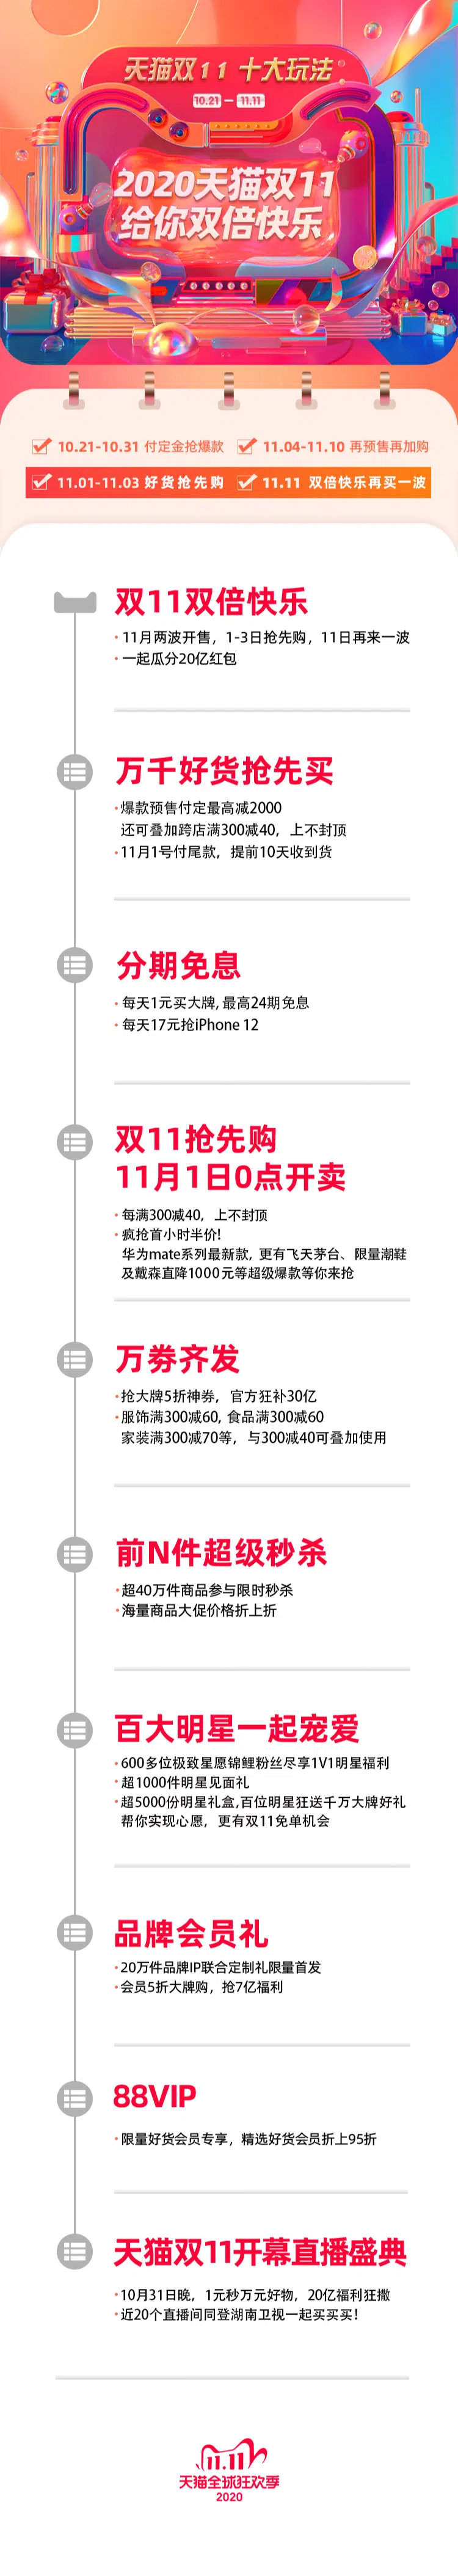 天猫双11 十大玩法
10.21 — 11.11
2020天猫双11
给你双倍快乐
10.21-10.31 付定金抢爆款 11.04-11.10 再预售再加购
11.01-11.03 好货抢先购 11.11 双倍快乐再买一波
双11双倍快乐
·11月两波开售，1-3日抢先购，11日再来一波
·一起瓜分20亿红包
万千好货抢先买
·爆款预售付定最高减2000
还可叠加跨店满300减40，上不封顶
·11月1号付尾款，提前10天收到货
分期免息
·每天1元买大牌, 最高24期免息
·每天17元抢iPhone 12
双11抢先购
11月1日0点开卖
·每满300减40，上不封顶
·疯抢首小时半价!
华为mate系列最新款, 更有飞天茅台、限量潮鞋
及戴森直降1000元等超级爆款等你来抢
万劵齐发
·抢大牌5折神券，官方狂补30亿
·服饰满300减60, 食品满300减60
家装满300减70等，与300减40可叠加使用
前N件超级秒杀
·超40万件商品参与限时秒杀
·海量商品大促价格折上折
百大明星一起宠爱
·600多位极致星愿锦鲤粉丝尽享1V1明星福利
·超1000件明星见面礼
·超5000份明星礼盒,百位明星狂送千万大牌好礼
帮你实现心愿，更有双11免单机会
品牌会员礼
·20万件品牌IP联合定制礼限量首发
·会员5折大牌购，抢7亿福利
88VIP
·限量好货会员专享，精选好货会员折上95折
天猫双11开幕直播盛典
·10月31日晚，1元秒万元好物，20亿福利狂撒
·近20个直播间同登湖南卫视一起买买买!
11.11
天猫全球狂欢季
2020